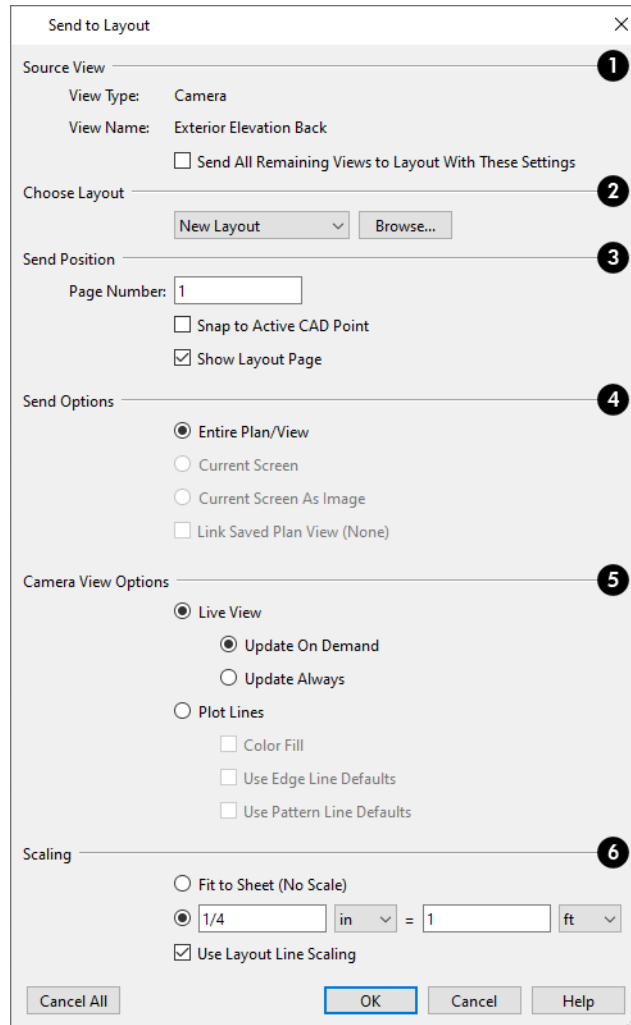 Send to Layout
Source View 1
View Type: Camera
View Name: Exterior Elevation Back
Send All Remaining Views to Layout With These Settings
Choose Layout 2
New Layout Browse...
Send Position 3
Page Number: 1
Snap to Active CAD Point
Show Layout Page
Send Options 4
Entire Plan/View
Current Screen
Current Screen As Image
Link Saved Plan View (None)
Camera View Options 5
Live View
Update On Demand
Update Always
Plot Lines
Color Fill
Use Edge Line Defaults
Use Pattern Line Defaults
Scaling 6
Fit to Sheet (No Scale)
1/4 in = 1 ft
Use Layout Line Scaling
Cancel All OK Cancel Help